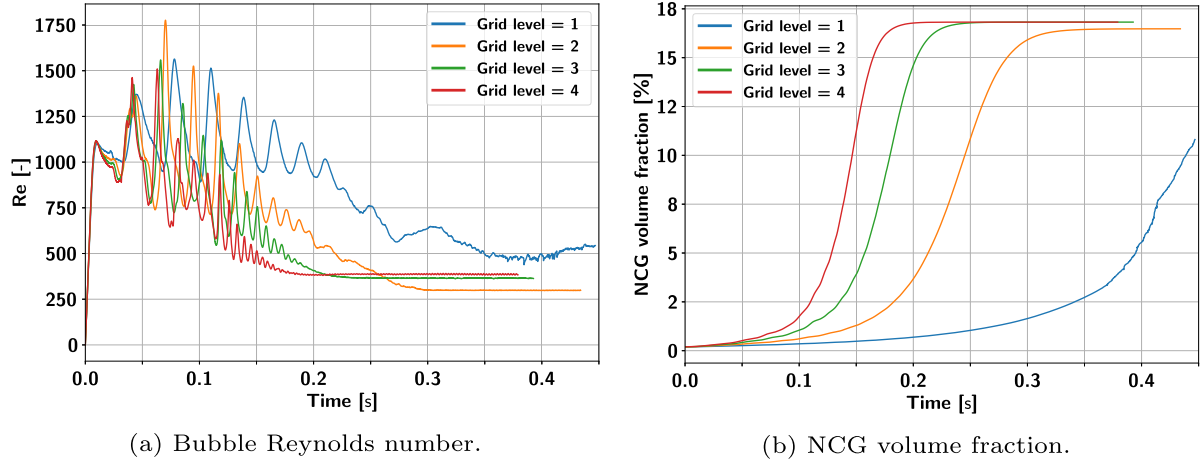 1750
1500
1250
1000
750
500
250
0
Re [-]
Grid level = 1
Grid level = 2
Grid level = 3
Grid level = 4
0.0 0.1 0.2 0.3 0.4
Time [s]
(a) Bubble Reynolds number.
18
15
12
10
8
5
2
0
NCG volume fraction [%]
Grid level = 1
Grid level = 2
Grid level = 3
Grid level = 4
0.0 0.1 0.2 0.3 0.4
Time [s]
(b) NCG volume fraction.